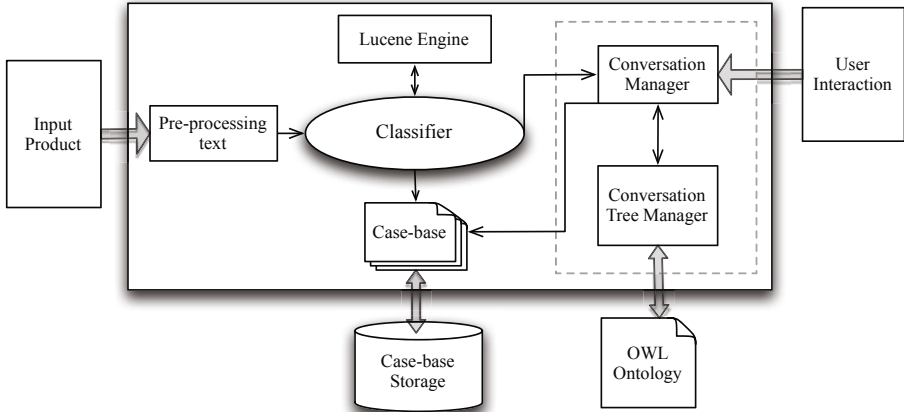 Lucene Engine
Conversation
Manager
User
Interaction
Input
Product
Pre-processing
text
Classifier
Conversation
Tree Manager
Case-base
Case-base
Storage
OWL
Ontology